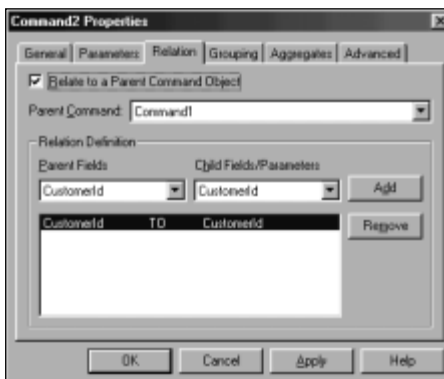 Command2 Properties
General Parameters Relation Grouping Aggregates Advanced
Relate to a Parent Command Object
Parent Command: Command1
Relation Definition
Parent Fields Child Fields/Parameters
CustomerId CustomerId Add
CustomerId TO CustomerId Remove
OK Cancel Apply Help